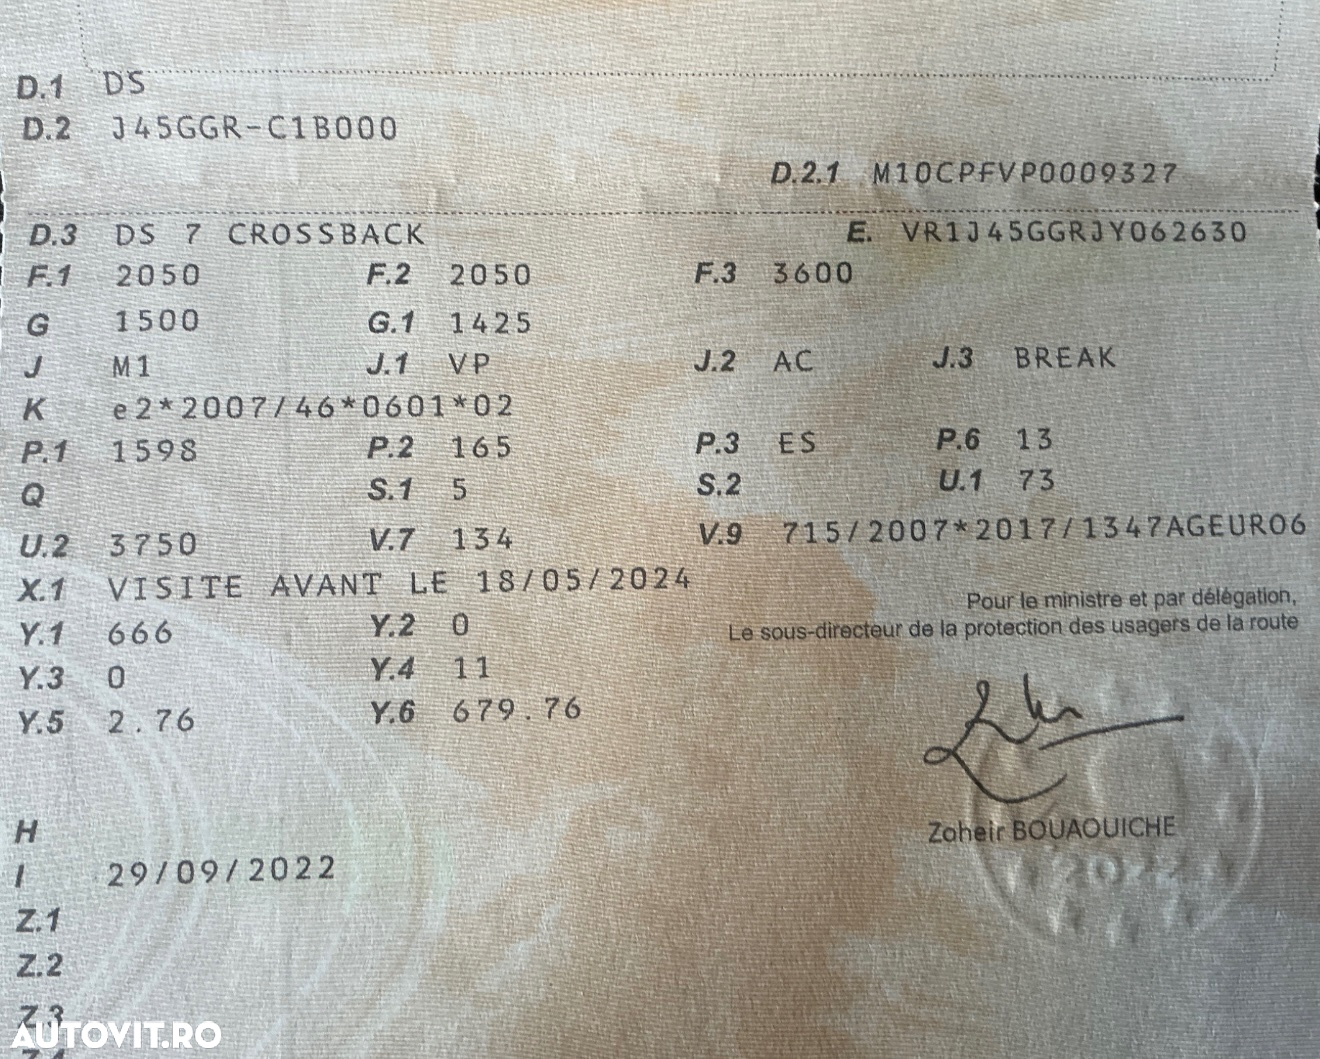 D.1 DS
D.2 J45GGR-C1B000
D.2.1 M10CPFVP0009327
D.3 DS 7 CROSSBACK E. VR1J45GGRJY062630
F.1 2050 F.2 2050 F.3 3600
G 1500 G.1 1425
J M1 J.1 VP J.2 AC J.3 BREAK
K e2*2007/46*0601*02
P.1 1598 P.2 165 P.3 ES P.6 13
Q S.1 5 S.2 U.1 73
U.2 3750 V.7 134 V.9 715/2007*2017/1347AGEURO6
X.1 VISITE AVANT LE 18/05/2024
Pour le ministre et par délégation,
Y.1 666 Y.2 0
Le sous-directeur de la protection des usagers de la route
Y.3 0 Y.4 11
Y.5 2.76 Y.6 679.76
H
Zoheir BOUAOUICHE
I 29/09/2022
2022
Z.1
Z.2
Z.3
AUTOVIT.RO
Z.4